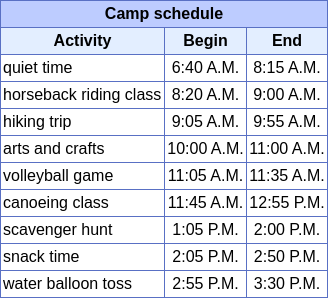 Camp schedule
Activity Begin End
quiet time 6:40 A.M. 8:15 A.M.
horseback riding class 8:20 A.M. 9:00 A.M.
hiking trip 9:05 A.M. 9:55 A.M.
arts and crafts 10:00 A.M. 11:00 A.M.
volleyball game 11:05 A.M. 11:35 A.M.
canoeing class 11:45 A.M. 12:55 P.M.
scavenger hunt 1:05 P.M. 2:00 P.M.
snack time 2:05 P.M. 2:50 P.M.
water balloon toss 2:55 P.M. 3:30 P.M.